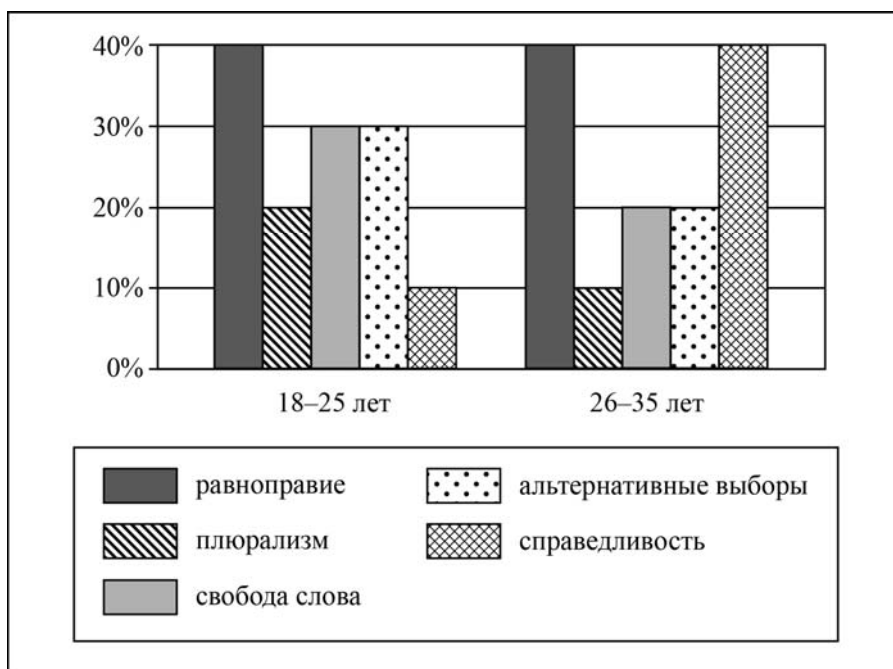 40%
30%
20%
10%
0%
18–25 лет
26–35 лет
равноправие
плюрализм
свобода слова
альтернативные выборы
справедливость